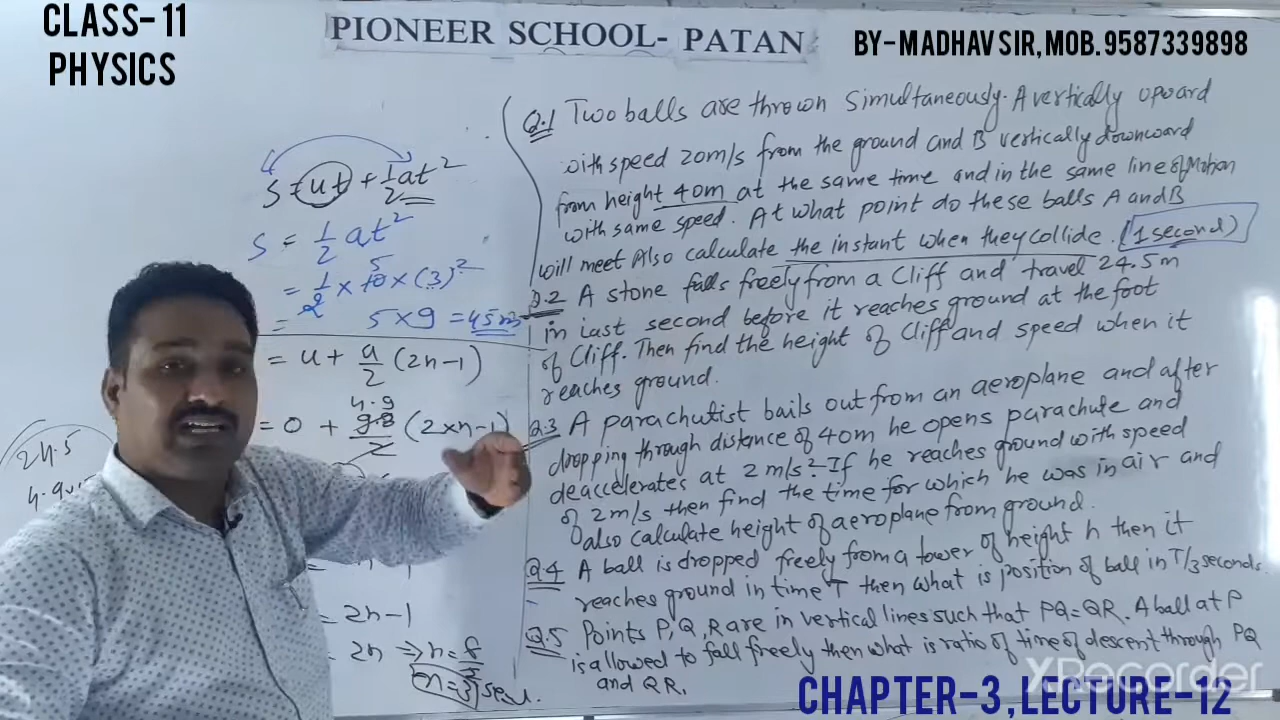 CLASS-11
PHYSICS
PIONEER SCHOOL- PATAN
BY-MADHAV SIR, MOB. 9587339898
S = ut + 1/2 at²
S = 1/2 at²
= 1/2 × 10 × (3)²
5
= 5×9 = 45m
= u + a/2 (2n-1)
4.9
= 0 + 9.8/2 (2×n-1)
24.5
= 2n-1
= 2n ⇒ n = 6/2
n = 3
Q.1 Two balls are thrown simultaneously. A vertically upward
with speed 20m/s from the ground and B vertically downward
from height 40m at the same time and in the same line of Motion
with same speed. At what point do these balls A and B
will meet Also calculate the instant when they collide. (1 second)
Q.2 A stone falls freely from a Cliff and travel 24.5m
in last second before it reaches ground at the foot
of Cliff. Then find the height of Cliff and speed when it
reaches ground.
Q.3 A parachutist bails out from an aeroplane and after
dropping through distance of 40m he opens parachute and
deaccelerates at 2 m/s². If he reaches ground with speed
of 2m/s then find the time for which he was in air and
also calculate height of aeroplane from ground.
Q.4 A ball is dropped freely from a tower of height h then it
reaches ground in time T then what is position of ball in T/3 seconds.
Q.5 Points P, Q, R are in vertical lines such that PQ = QR. A ball at P
is allowed to fall freely then what is ratio of time of descent through PQ
and QR.
XRecorder
CHAPTER-3, LECTURE-12